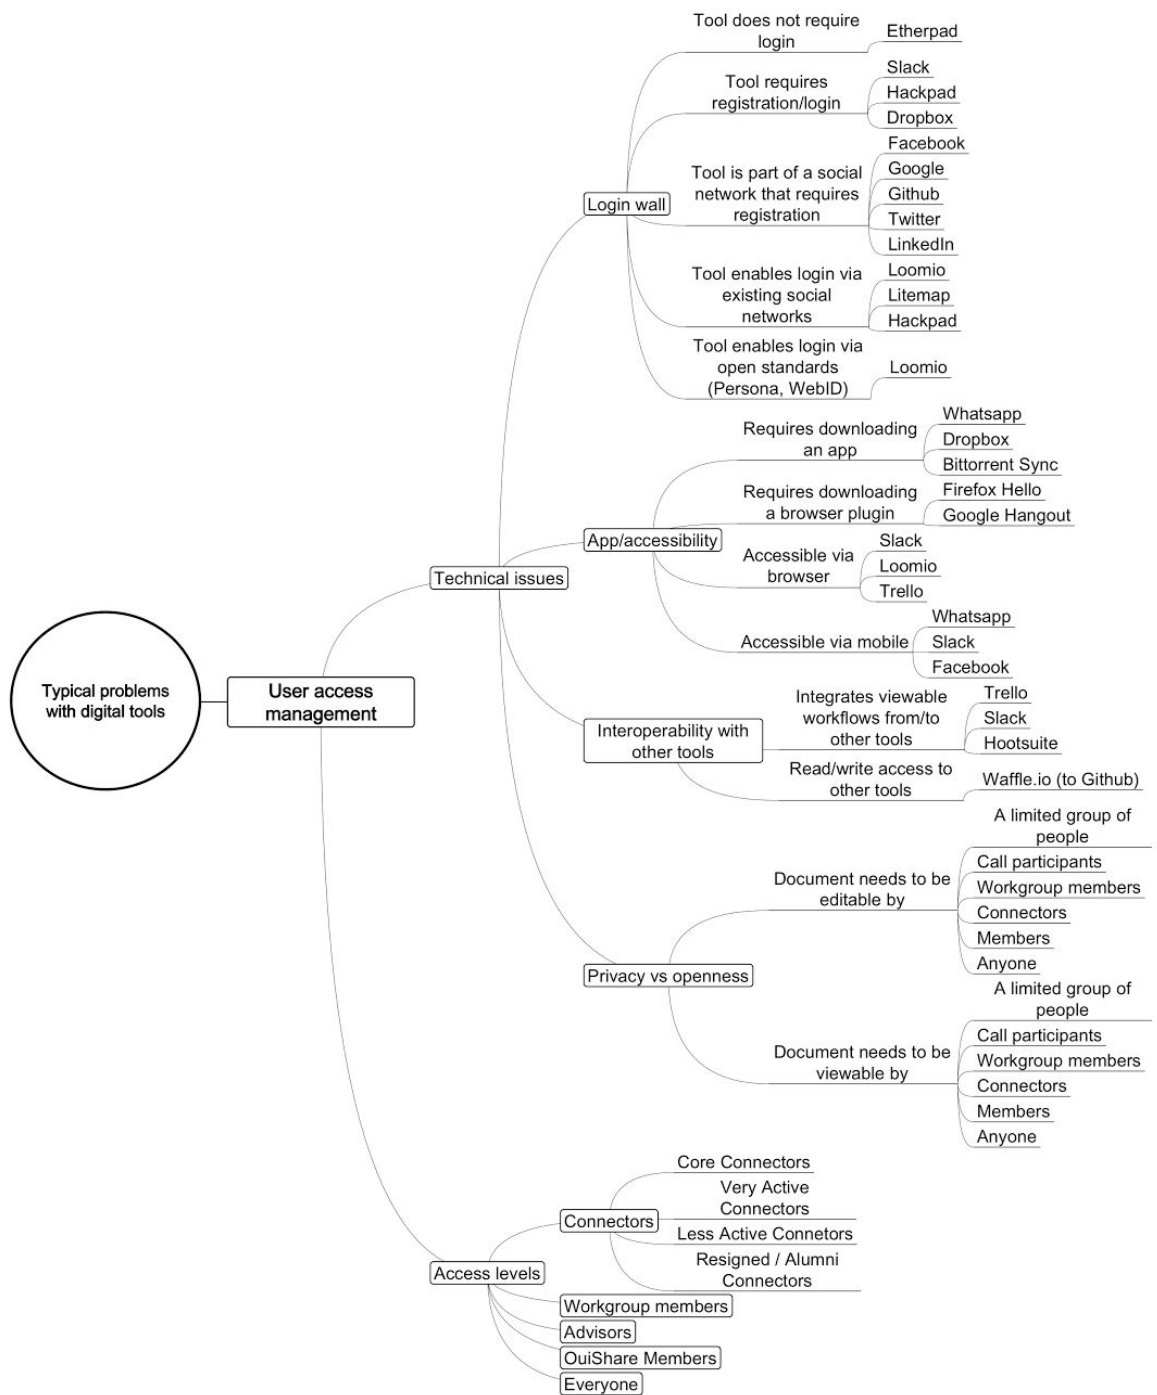 Typical problems
with digital tools
User access
management
Technical issues
Login wall
Tool does not require
login
Etherpad
Tool requires
registration/login
Slack
Hackpad
Dropbox
Tool is part of a social
network that requires
registration
Facebook
Google
Github
Twitter
LinkedIn
Tool enables login via
existing social
networks
Loomio
Litemap
Hackpad
Tool enables login via
open standards
(Persona, WebID)
Loomio
App/accessibility
Requires downloading
an app
Whatsapp
Dropbox
Bittorrent Sync
Requires downloading
a browser plugin
Firefox Hello
Google Hangout
Accessible via
browser
Slack
Loomio
Trello
Accessible via mobile
Whatsapp
Slack
Facebook
Interoperability with
other tools
Integrates viewable
workflows from/to
other tools
Trello
Slack
Hootsuite
Read/write access to
other tools
Waffle.io (to Github)
Privacy vs openness
Document needs to be
editable by
A limited group of
people
Call participants
Workgroup members
Connectors
Members
Anyone
Document needs to be
viewable by
A limited group of
people
Call participants
Workgroup members
Connectors
Members
Anyone
Access levels
Connectors
Core Connectors
Very Active
Connectors
Less Active Connetors
Resigned / Alumni
Connectors
Workgroup members
Advisors
OuiShare Members
Everyone